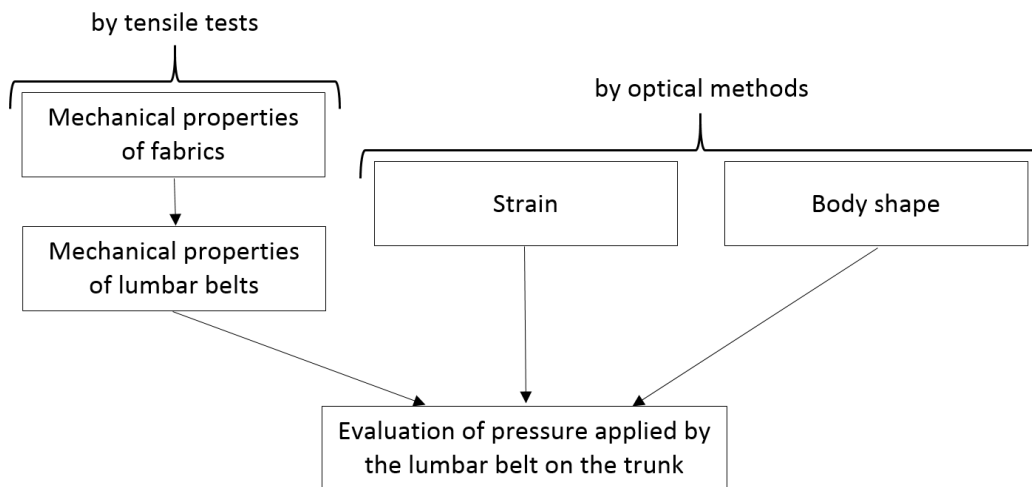 by tensile tests
Mechanical properties
of fabrics
by optical methods
Strain
Body shape
Mechanical properties
of lumbar belts
Evaluation of pressure applied by
the lumbar belt on the trunk